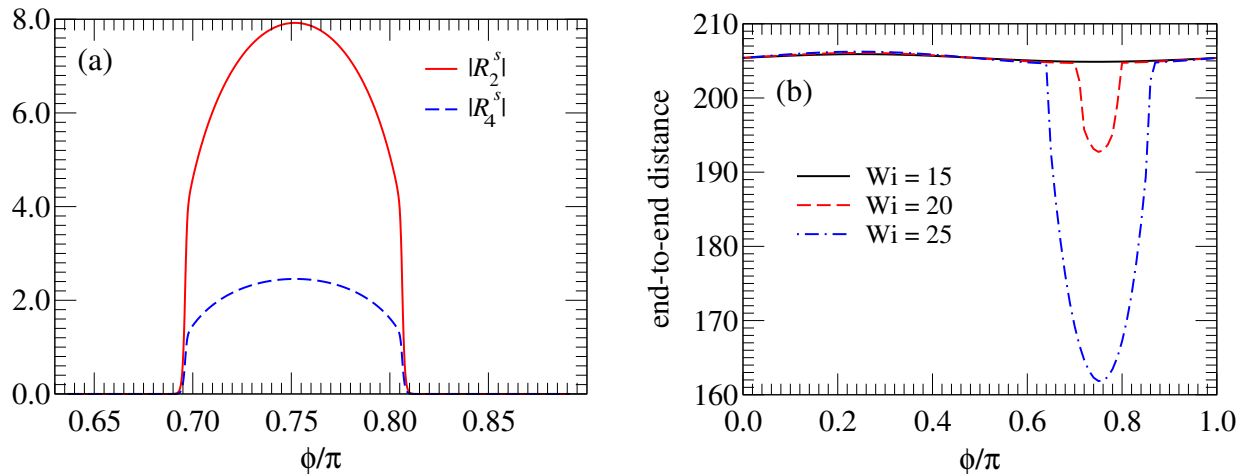 8.0
6.0
4.0
2.0
0.0
(a)
|R₂ˢ|
|R₄ˢ|
0.65 0.70 0.75 0.80 0.85
ϕ/π
end-to-end distance
210
200
190
180
170
160
(b)
Wi = 15
Wi = 20
Wi = 25
0.0 0.2 0.4 0.6 0.8 1.0
ϕ/π